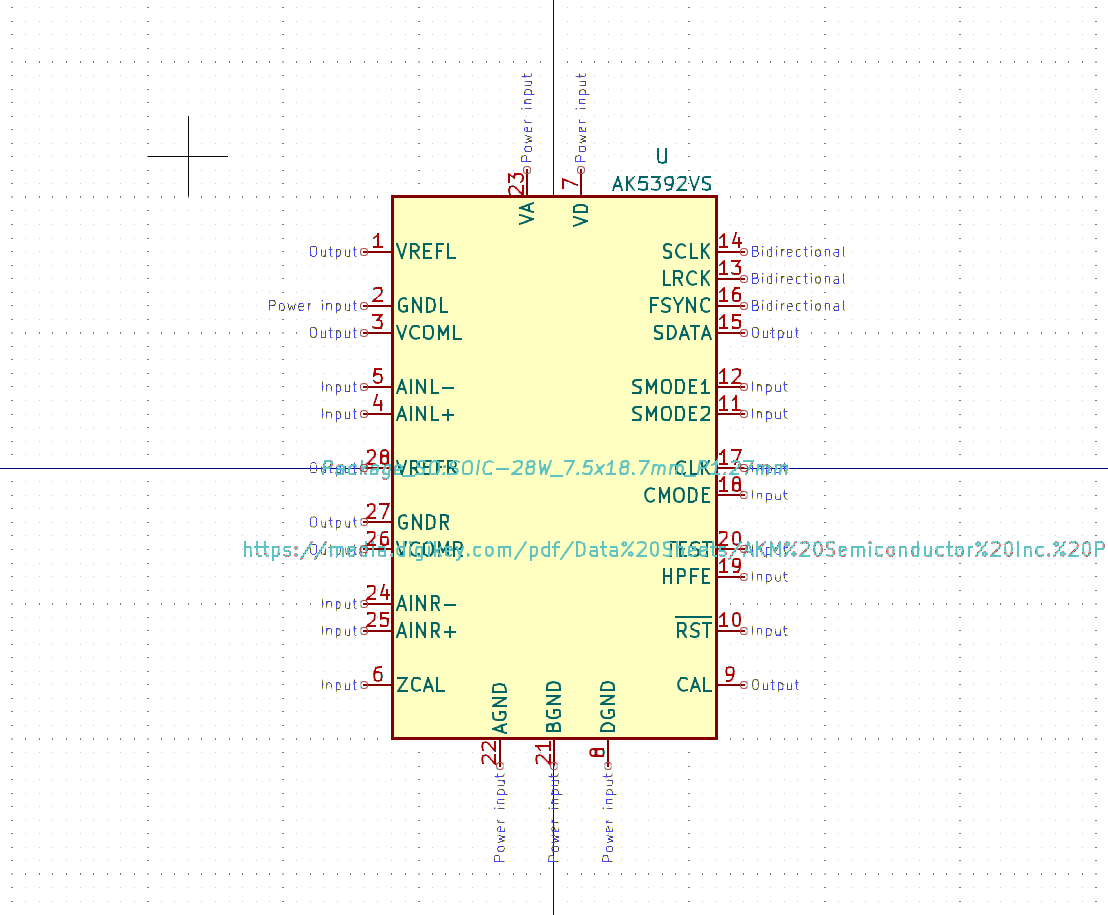 Power input
Power input
U
23
7
AK5392VS
VA
VD
Output 1 VREFL
SCLK 14 Bidirectional
LRCK 13 Bidirectional
Power input 2 GNDL
FSYNC 16 Bidirectional
Output 3 VCOML
SDATA 15 Output
Input 5 AINL-
SMODE1 12 Input
Input 4 AINL+
SMODE2 11 Input
Output 28 VREFR
CLK 17 Input
Package_SO:SOIC-28W_7.5x18.7mm_P1.27mm
CMODE 18 Input
Output 27 GNDR
Output 26 VCOMR
TEST 20 Input
https://media.digikey.com/pdf/Data%20Sheets/AKM%20Semiconductor%20Inc.%20P
HPFE 19 Input
Input 24 AINR-
Input 25 AINR+
RST 10 Input
Input 6 ZCAL
CAL 9 Output
AGND
BGND
DGND
22
21
8
Power input
Power input
Power input